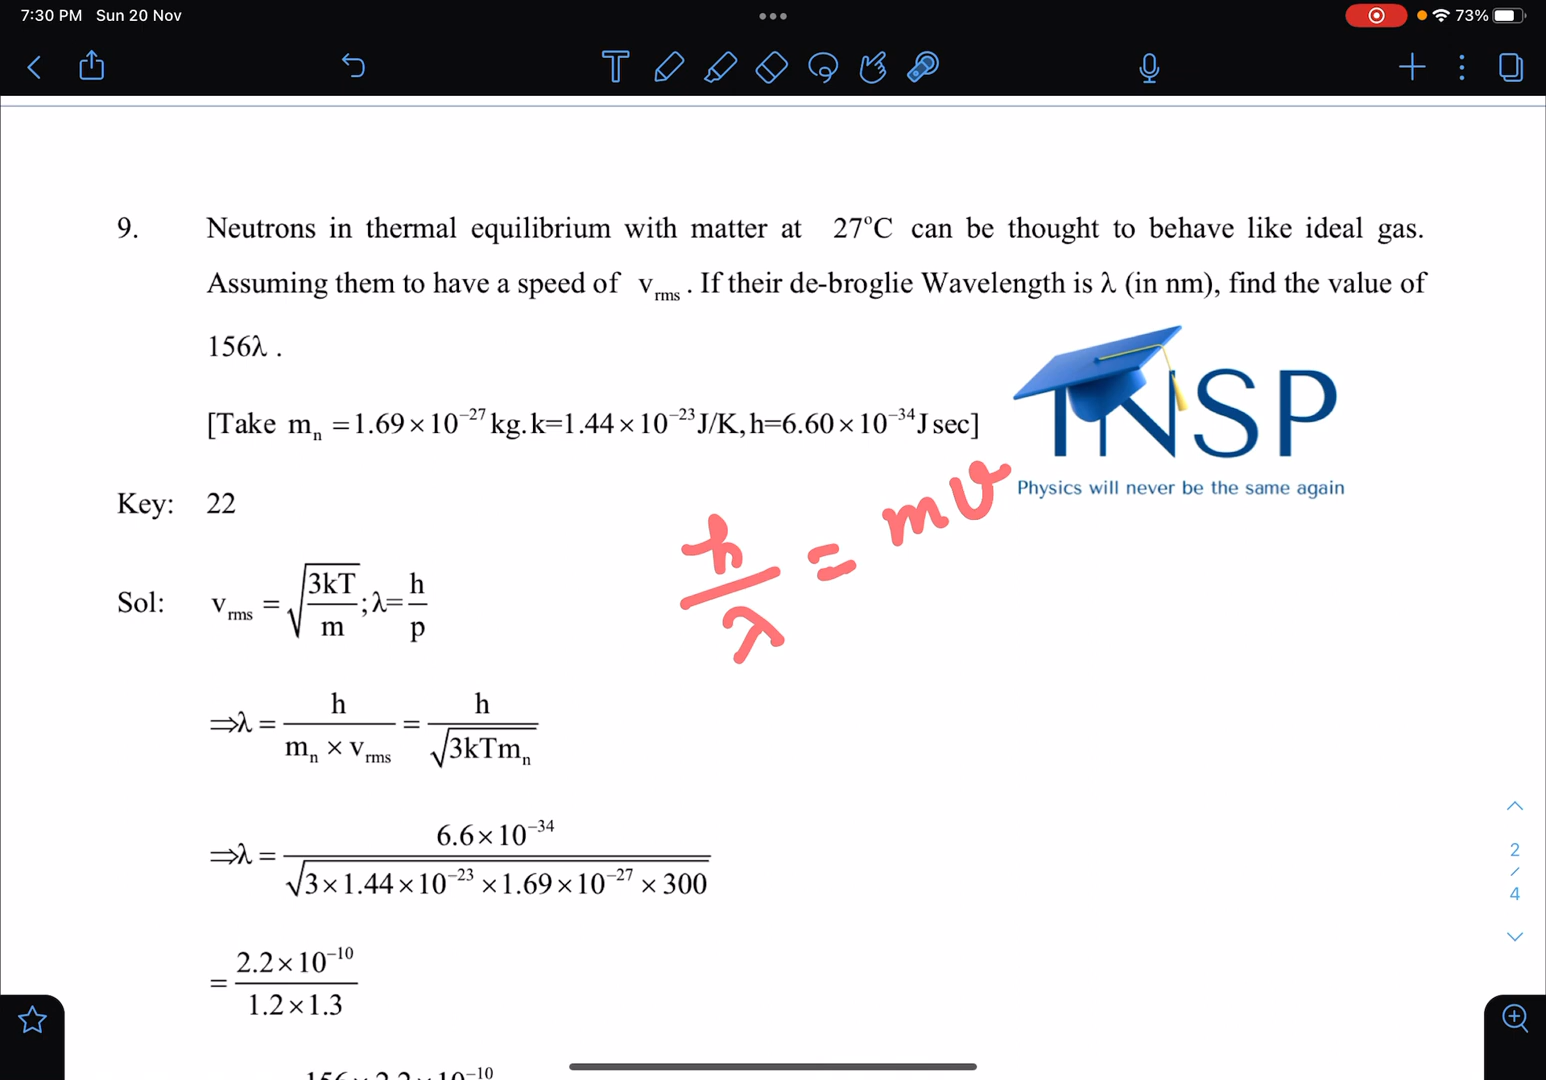 7:30 PM Sun 20 Nov
73%
9. Neutrons in thermal equilibrium with matter at 27°C can be thought to behave like ideal gas.
Assuming them to have a speed of v_rms . If their de-broglie Wavelength is λ (in nm), find the value of
156λ .
[Take m_n =1.69×10^−27 kg.k=1.44×10^−23 J/K,h=6.60×10^−34 J sec]
TNSP
Physics will never be the same again
Key: 22
h/λ = mv
Sol: v_rms = √(3kT/m) ;λ= h/p
⇒λ = h/(m_n × v_rms) = h/√(3kTm_n)
⇒λ = 6.6×10^−34/√(3×1.44×10^−23 ×1.69×10^−27 ×300)
= 2.2×10^−10/(1.2×1.3)
2
/
4